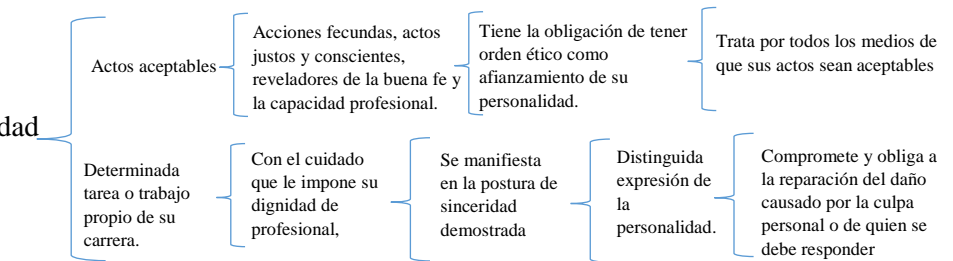 dad
Actos aceptables
Acciones fecundas, actos
justos y conscientes,
reveladores de la buena fe y
la capacidad profesional.
Tiene la obligación de tener
orden ético como
afianzamiento de su
personalidad.
Trata por todos los medios de
que sus actos sean aceptables
Determinada
tarea o trabajo
propio de su
carrera.
Con el cuidado
que le impone su
dignidad de
profesional,
Se manifiesta
en la postura de
sinceridad
demostrada
Distinguida
expresión de
la
personalidad.
Compromete y obliga a
la reparación del daño
causado por la culpa
personal o de quien se
debe responder